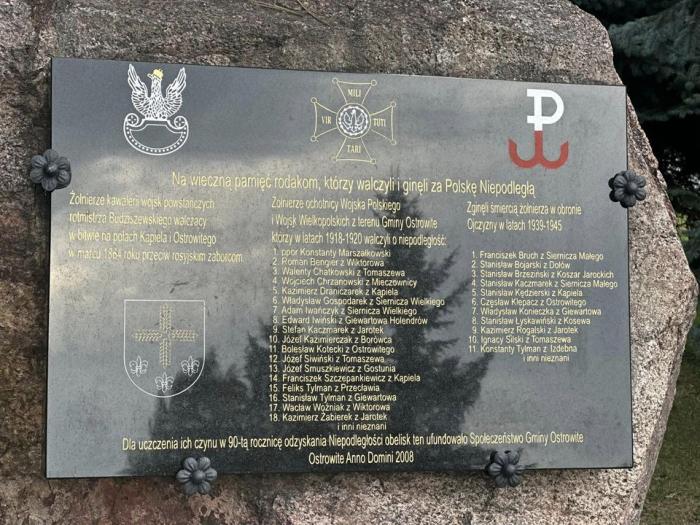 MILI
VIR TUTI
TARI
P
Na wieczną pamięć rodakom, którzy walczyli i ginęli za Polskę Niepodległą
Żołnierze kawalerii wojsk powstańczych
rotmistrza Budziszewskiego walczący
w bitwie na polach Kąpiela i Ostrowitego
w marcu 1864 roku przeciw rosyjskim zaborcom
Żołnierze ochotnicy Wojska Polskiego
i Wojsk Wielkopolskich z terenu Gminy Ostrowite
którzy w latach 1918-1920 walczyli o niepodległość:
1. ppor Konstanty Marszałkowski
2. Roman Bengier z Wiktorowa
3. Walenty Chatkowski z Tomaszewa
4. Wojciech Chrzanowski z Mieczownicy
5. Kazimierz Draniczarek z Kąpiela
6. Władysław Gospodarek z Siernicza Wielkiego
7. Adam Iwańczyk z Siernicza Wielkiego
8. Edward Iwiński z Giewartowa Holendrów
9. Stefan Kaczmarek z Jarotek
10. Józef Kazimierczak z Borówca
11. Bolesław Kotecki z Ostrowitego
12. Józef Siwiński z Tomaszewa
13. Józef Smuszkiewicz z Gostunia
14. Franciszek Szczepankiewicz z Kąpiela
15. Feliks Tylman z Przecławia
16. Stanisław Tylman z Giewartowa
17. Wacław Woźniak z Wiktorowa
18. Kazimierz Żabierek z Jarotek
i inni nieznani
Zginęli śmiercią żołnierza w obronie
Ojczyzny w latach 1939-1945
1. Franciszek Bruch z Siernicza Małego
2. Stanisław Bojarski z Dołów
3. Stanisław Brzeziński z Koszar Jarockich
4. Stanisław Kaczmarek z Siernicza Małego
5. Stanisław Kędzierski z Kąpiela
6. Czesław Kłepacz z Ostrowitego
7. Władysław Konieczka z Giewartowa
8. Stanisław Łyskawiński z Kosewa
9. Kazimierz Rogalski z Jarotek
10. Ignacy Silski z Tomaszewa
11. Konstanty Tylman z Izdebna
i inni nieznani
Dla uczczenia ich czynu w 90-tą rocznicę odzyskania Niepodległości obelisk ten ufundowało Społeczeństwo Gminy Ostrowite
Ostrowite Anno Domini 2008